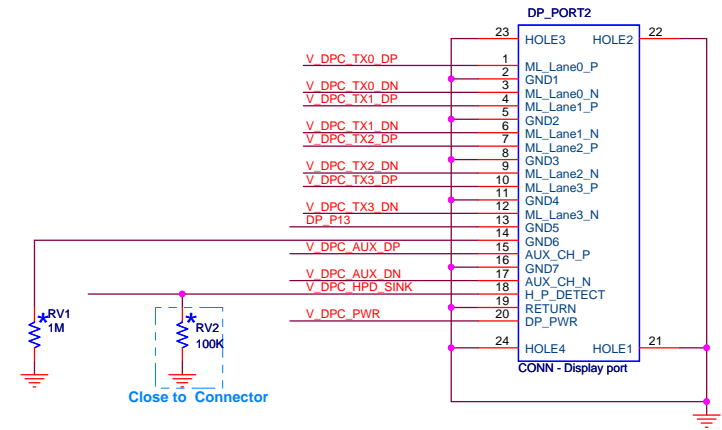 DP_PORT2
23 HOLE3 HOLE2 22
V_DPC_TX0_DP 1 ML_Lane0_P
2 GND1
V_DPC_TX0_DN 3 ML_Lane0_N
V_DPC_TX1_DP 4 ML_Lane1_P
5 GND2
V_DPC_TX1_DN 6 ML_Lane1_N
V_DPC_TX2_DP 7 ML_Lane2_P
8 GND3
V_DPC_TX2_DN 9 ML_Lane2_N
V_DPC_TX3_DP 10 ML_Lane3_P
11 GND4
V_DPC_TX3_DN 12 ML_Lane3_N
DP_P13 13 GND5
14 GND6
V_DPC_AUX_DP 15 AUX_CH_P
16 GND7
V_DPC_AUX_DN 17 AUX_CH_N
V_DPC_HPD_SINK 18 H_P_DETECT
19 RETURN
V_DPC_PWR 20 DP_PWR
*RV1
1M
*RV2
100K
24 HOLE4 HOLE1 21
CONN - Display port
Close to Connector